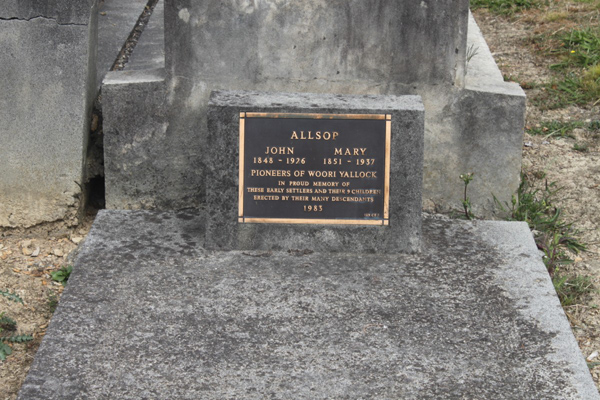 ALLSOP
JOHN MARY
1848 - 1926 1851 - 1937
PIONEERS OF WOORI YALLOCK
IN PROUD MEMORY OF
THESE EARLY SETTLERS AND THEIR CHILDREN
ERECTED BY THEIR MANY DESCENDANTS
1983